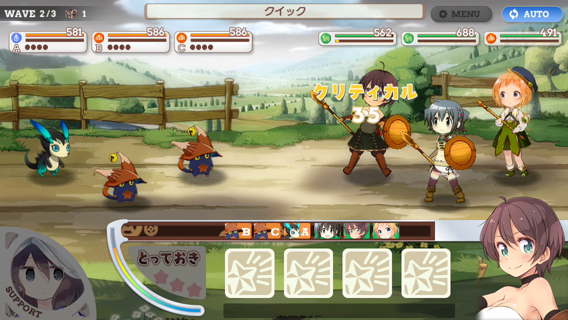 WAVE 2/3 1
クイック
MENU
AUTO
581
586
586
A
B
C
562
688
491
クリティカル
35
B
C
A
とっておき
SUPPORT